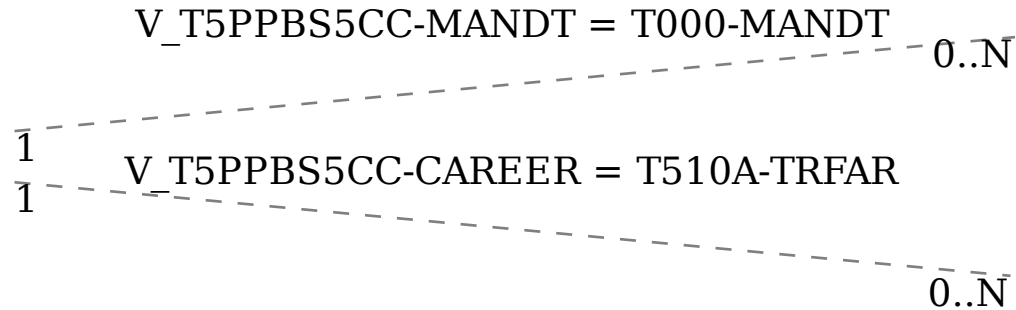 V_T5PPBS5CC-MANDT = T000-MANDT
0..N
1
V_T5PPBS5CC-CAREER = T510A-TRFAR
1
0..N